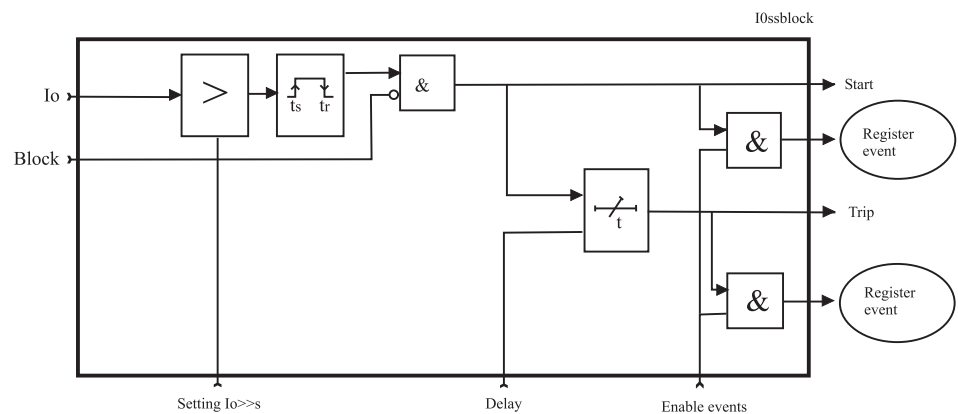 I0ssblock
Io
>
ts tr
&
Start
Block
&
Register
event
t
Trip
&
Register
event
Setting Io>>s
Delay
Enable events